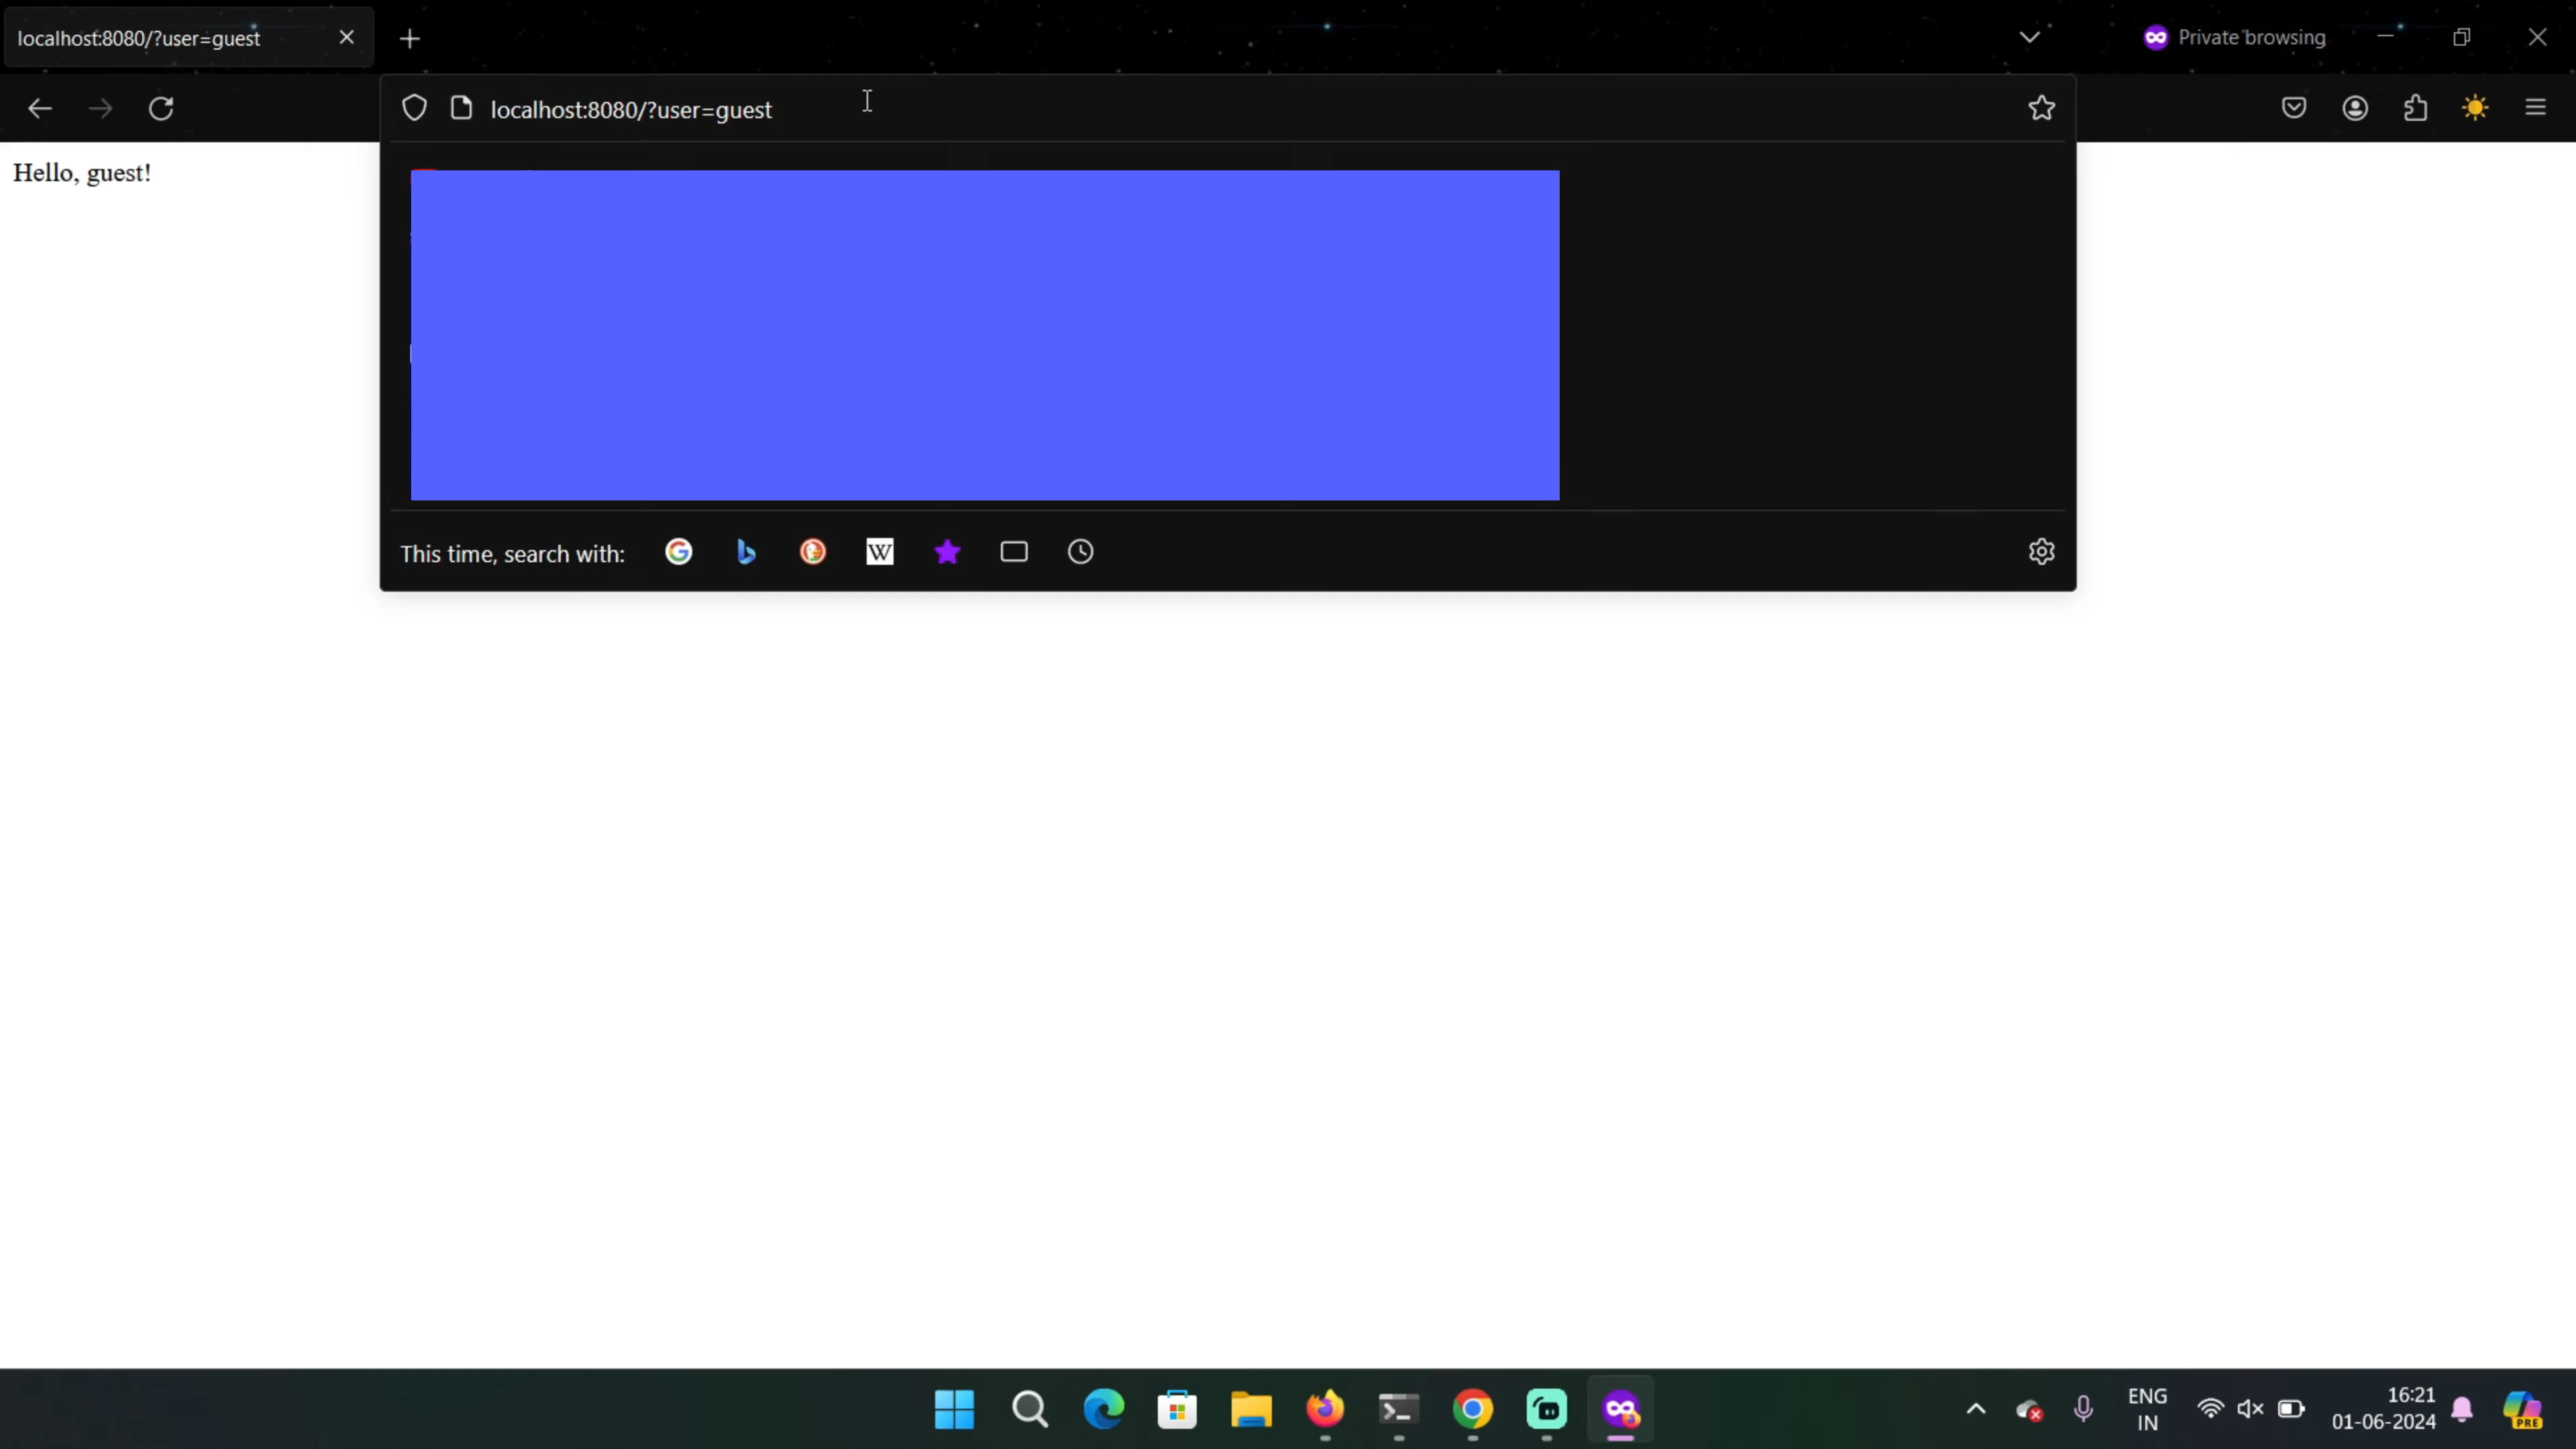 localhost:8080/?user=guest
Private browsing
localhost:8080/?user=guest
Hello, guest!
This time, search with:
W
ENG
IN
16:21
01-06-2024
PRE